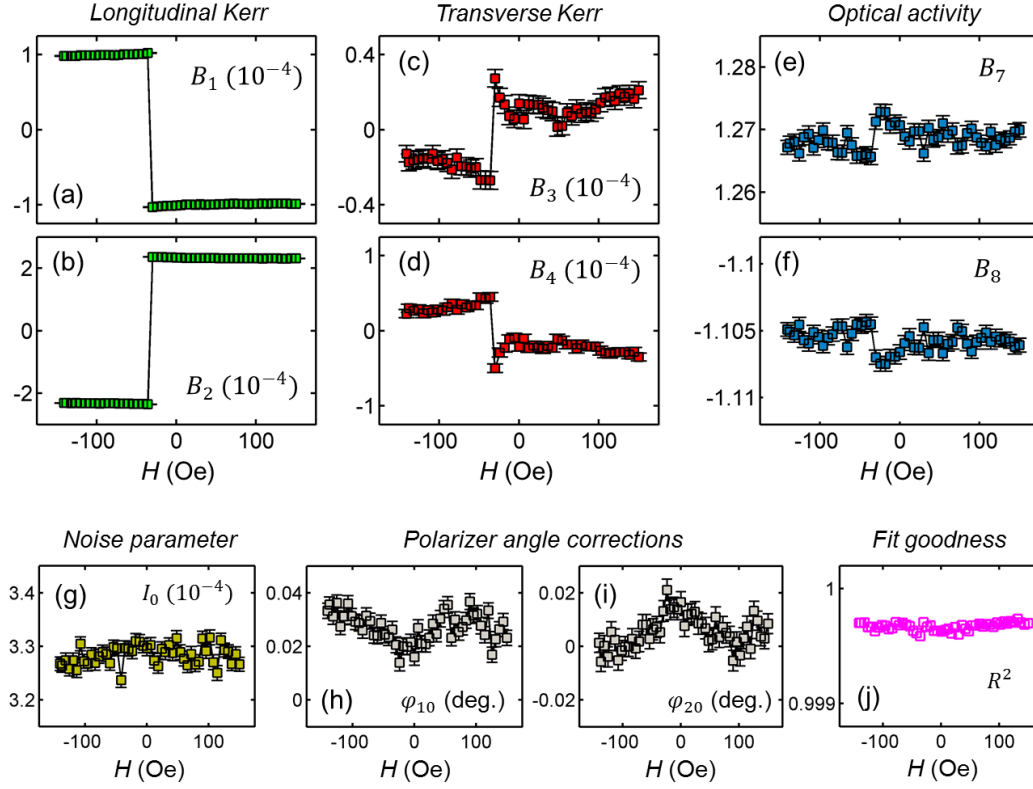 Longitudinal Kerr Transverse Kerr Optical activity
1 B₁ (10⁻⁴) (a) -1
0.4 (c) 0 B₃ (10⁻⁴) -0.4
1.28 (e) B₇ 1.27 1.26
(b) 2 0 B₂ (10⁻⁴) -2
1 (d) B₄ (10⁻⁴) 0 -1
-1.1 (f) B₈ -1.105 -1.11
-100 0 100 -100 0 100 -100 0 100
H (Oe) H (Oe) H (Oe)
Noise parameter Polarizer angle corrections Fit goodness
3.4 (g) I₀ (10⁻⁴) 3.3 3.2
0.04 0.02 0 (h) φ₁₀ (deg.)
0.02 (i) 0 -0.02 φ₂₀ (deg.)
1 0.999 (j) R²
-100 0 100 -100 0 100 -100 0 100 -100 0 100
H (Oe) H (Oe) H (Oe) H (Oe)